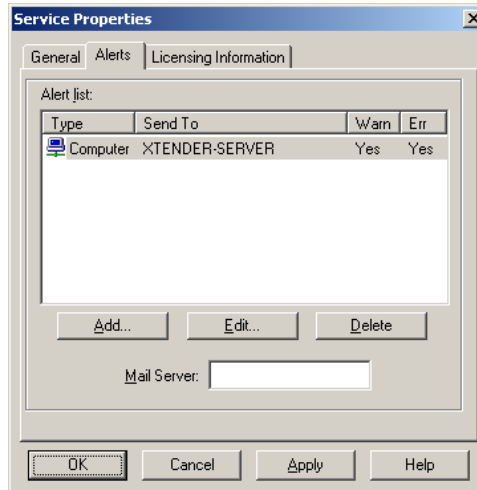 Service Properties
General Alerts Licensing Information
Alert list:
Type Send To Warn Err
Computer XTENDER-SERVER Yes Yes
Add... Edit... Delete
Mail Server:
OK Cancel Apply Help